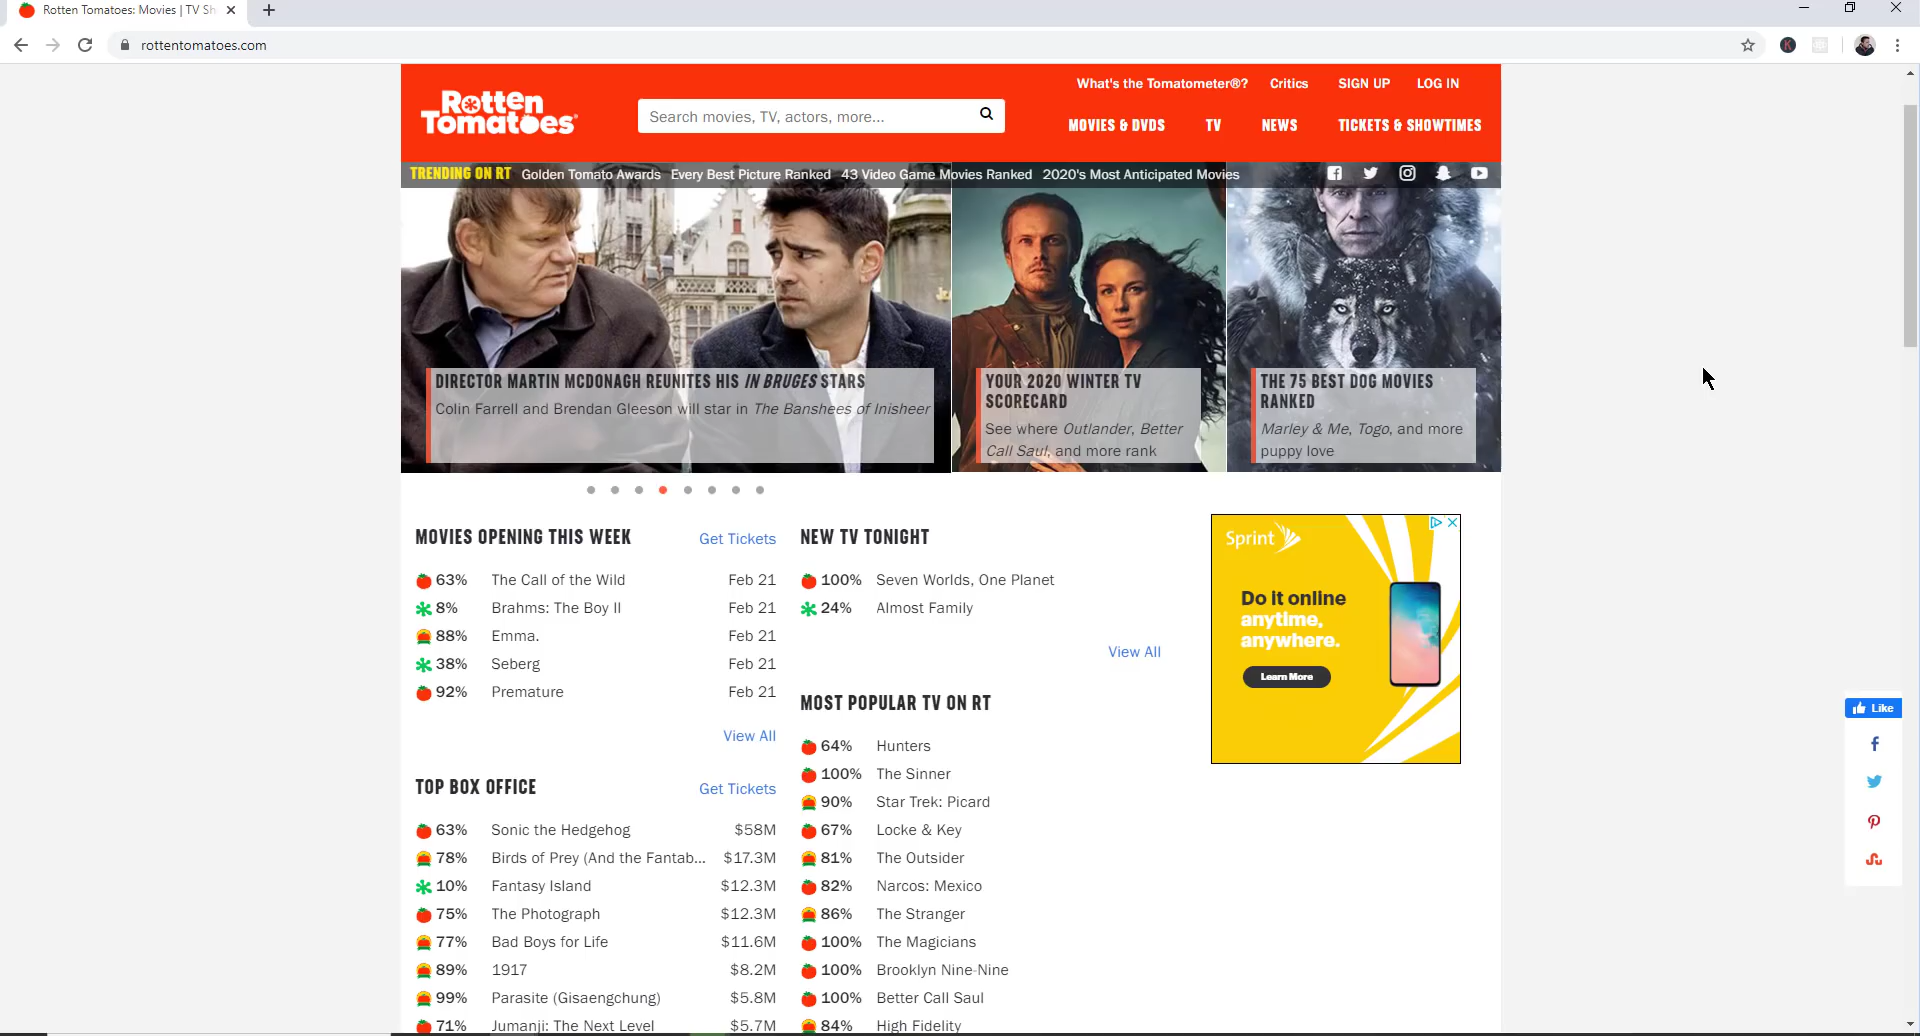 Rotten Tomatoes: Movies | TV Sh
rottentomatoes.com
What's the Tomatometer®?
Critics
SIGN UP
LOG IN
Rotten
Tomatoes
Search movies, TV, actors, more...
MOVIES & DVDS
TV
NEWS
TICKETS & SHOWTIMES
TRENDING ON RT
Golden Tomato Awards
Every Best Picture Ranked
43 Video Game Movies Ranked
2020's Most Anticipated Movies
DIRECTOR MARTIN MCDONAGH REUNITES HIS IN BRUGES STARS
Colin Farrell and Brendan Gleeson will star in The Banshees of Inisheer
YOUR 2020 WINTER TV
SCORECARD
See where Outlander, Better
Call Saul, and more rank
THE 75 BEST DOG MOVIES
RANKED
Marley & Me, Togo, and more
puppy love
MOVIES OPENING THIS WEEK
Get Tickets
63% The Call of the Wild Feb 21
8% Brahms: The Boy II Feb 21
88% Emma. Feb 21
38% Seberg Feb 21
92% Premature Feb 21
View All
TOP BOX OFFICE
Get Tickets
63% Sonic the Hedgehog $58M
78% Birds of Prey (And the Fantab... $17.3M
10% Fantasy Island $12.3M
75% The Photograph $12.3M
77% Bad Boys for Life $11.6M
89% 1917 $8.2M
99% Parasite (Gisaengchung) $5.8M
71% Jumanji: The Next Level $5.7M
NEW TV TONIGHT
100% Seven Worlds, One Planet
24% Almost Family
View All
MOST POPULAR TV ON RT
64% Hunters
100% The Sinner
90% Star Trek: Picard
67% Locke & Key
81% The Outsider
82% Narcos: Mexico
86% The Stranger
100% The Magicians
100% Brooklyn Nine-Nine
100% Better Call Saul
84% High Fidelity
Sprint
Do it online
anytime,
anywhere.
Learn More
Like
K